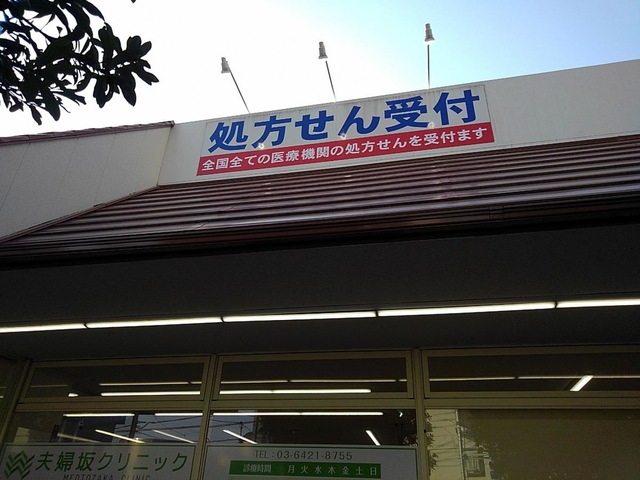 処方せん受付
全国全ての医療機関の処方せんを受付ます
夫婦坂クリニック
MEOTOZAKA CLINIC
TEL:03-6421-8755
診療時間 月火水木金土日